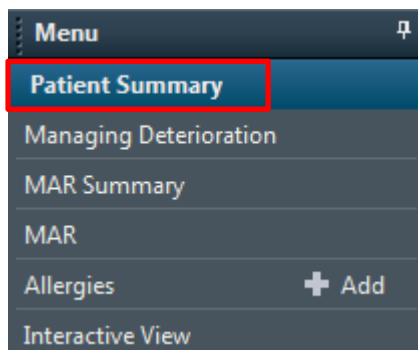 Menu
Patient Summary
Managing Deterioration
MAR Summary
MAR
Allergies + Add
Interactive View